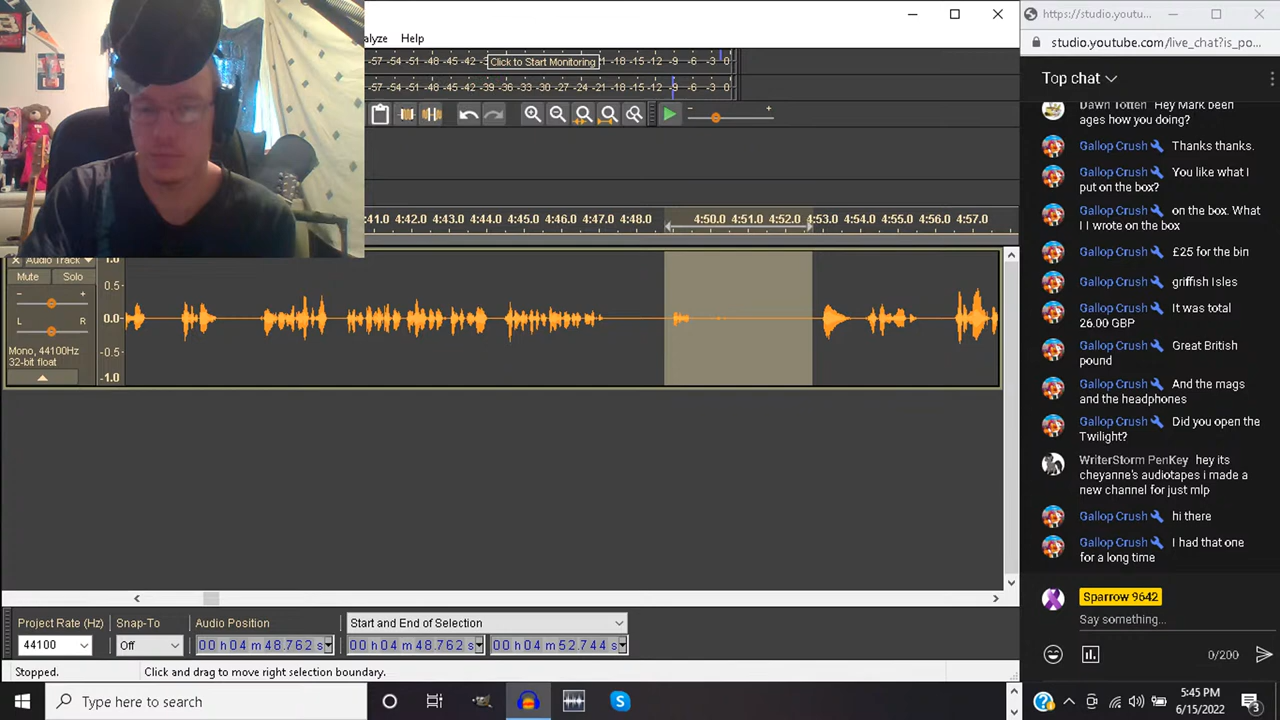 alyze Help
-57 -54 -51 -48 -45 -42 Click to Start Monitoring 1 -18 -15 -12 -9 -6 -3 0
-57 -54 -51 -48 -45 -42 -39 -36 -33 -30 -27 -24 -21 -18 -15 -12 -9 -6 -3 0
:41.0 4:42.0 4:43.0 4:44.0 4:45.0 4:46.0 4:47.0 4:48.0 4:50.0 4:51.0 4:52.0 4:53.0 4:54.0 4:55.0 4:56.0 4:57.0
Audio Track 1.0
Mute Solo
0.5
- +
0.0
L R
Mono, 44100Hz
32-bit float
-0.5
-1.0
Project Rate (Hz) Snap-To Audio Position Start and End of Selection
44100 Off 00 h 04 m 48.762 s 00 h 04 m 48.762 s 00 h 04 m 52.744 s
Stopped. Click and drag to move right selection boundary.
https://studio.youtu...
studio.youtube.com/live_chat?is_po...
Top chat
Dawn Totten Hey Mark been
ages how you doing?
Gallop Crush Thanks thanks.
Gallop Crush You like what I
put on the box?
Gallop Crush on the box. What
I I wrote on the box
Gallop Crush £25 for the bin
Gallop Crush griffish Isles
Gallop Crush It was total
26.00 GBP
Gallop Crush Great British
pound
Gallop Crush And the mags
and the headphones
Gallop Crush Did you open the
Twilight?
WriterStorm PenKey hey its
cheyanne's audiotapes i made a
new channel for just mlp
Gallop Crush hi there
Gallop Crush I had that one
for a long time
Sparrow 9642
Say something...
0/200
Type here to search
5:45 PM
6/15/2022
3